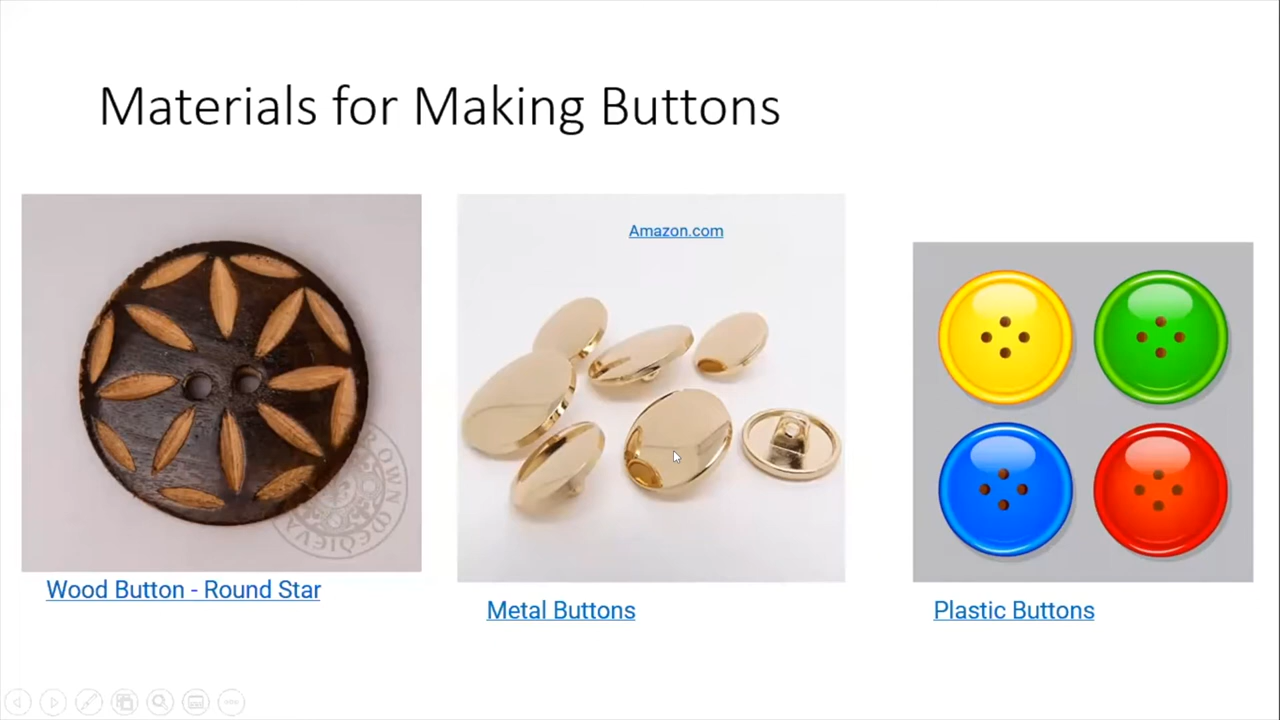 Materials for Making Buttons
Amazon.com
Wood Button - Round Star
Metal Buttons
Plastic Buttons